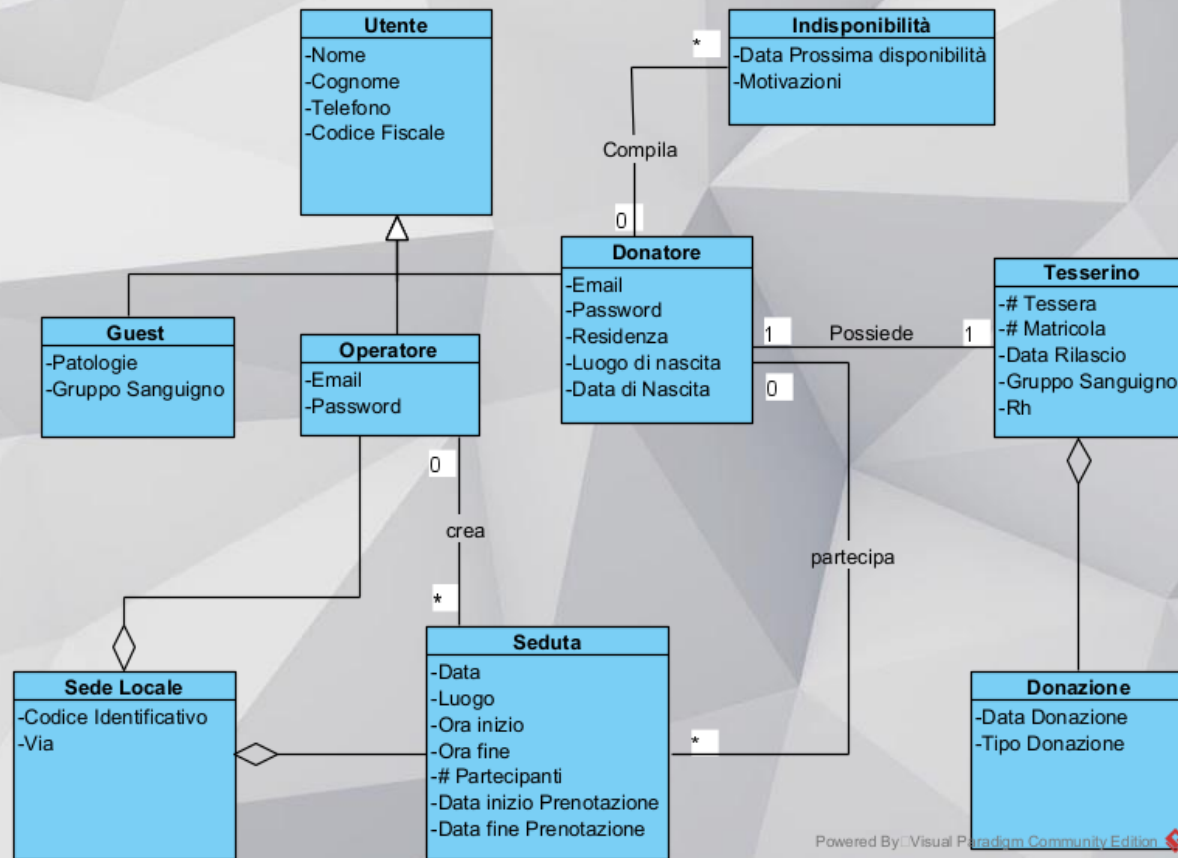 Utente
-Nome
-Cognome
-Telefono
-Codice Fiscale
Indisponibilità
-Data Prossima disponibilità
-Motivazioni
*
Compila
0
Donatore
-Email
-Password
-Residenza
-Luogo di nascita
-Data di Nascita
Tesserino
-# Tessera
-# Matricola
-Data Rilascio
-Gruppo Sanguigno
-Rh
1
Possiede
1
0
Guest
-Patologie
-Gruppo Sanguigno
Operatore
-Email
-Password
0
crea
*
partecipa
*
Sede Locale
-Codice Identificativo
-Via
Seduta
-Data
-Luogo
-Ora inizio
-Ora fine
-# Partecipanti
-Data inizio Prenotazione
-Data fine Prenotazione
Donazione
-Data Donazione
-Tipo Donazione
Powered By Visual Paradigm Community Edition